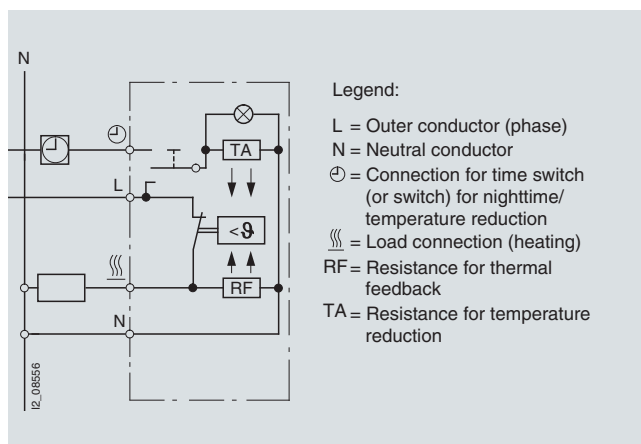 N
L
TA
<ϑ
RF
N
I2_08556
Legend:
L = Outer conductor (phase)
N = Neutral conductor
= Connection for time switch
(or switch) for nighttime/
temperature reduction
= Load connection (heating)
RF = Resistance for thermal
feedback
TA = Resistance for temperature
reduction